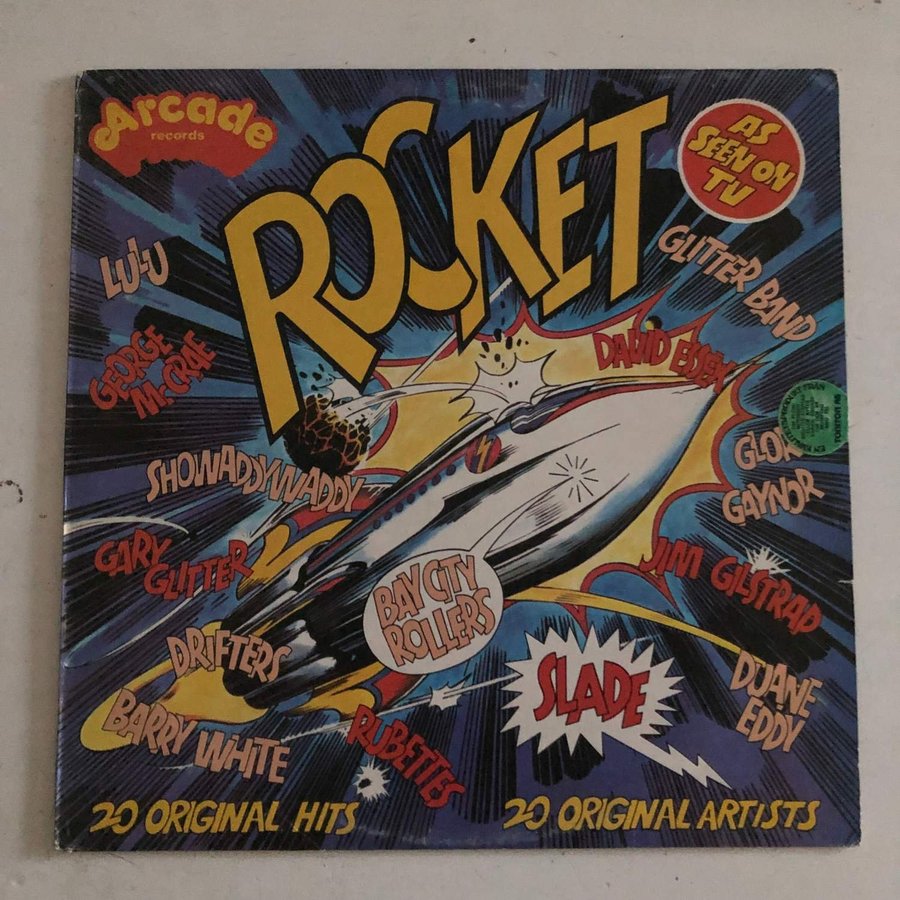 Arcade
records
ROCKET
AS
SEEN ON
TV
LULU
GLITTER BAND
GEORGE
McCRAE
DAVID ESSEX
SHOWADDYWADDY
GLO
GAYNOR
GARY
GLITTER
BAY CITY
ROLLERS
JIM GILSTRAP
DRIFTERS
SLADE
DUANE
EDDY
BARRY WHITE
RUBETTES
20 ORIGINAL HITS
20 ORIGINAL ARTISTS